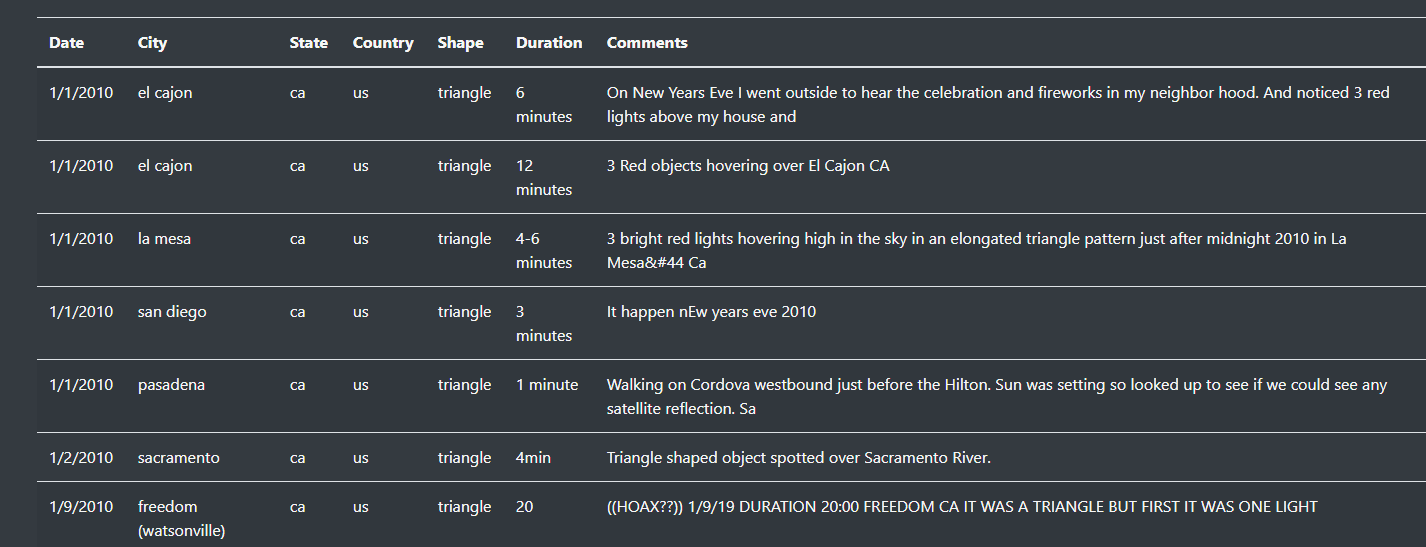 Date City State Country Shape Duration Comments
1/1/2010 el cajon ca us triangle 6 On New Years Eve I went outside to hear the celebration and fireworks in my neighbor hood. And noticed 3 red
minutes lights above my house and
1/1/2010 el cajon ca us triangle 12 3 Red objects hovering over El Cajon CA
minutes
1/1/2010 la mesa ca us triangle 4-6 3 bright red lights hovering high in the sky in an elongated triangle pattern just after midnight 2010 in La
minutes Mesa&#44 Ca
1/1/2010 san diego ca us triangle 3 It happen nEw years eve 2010
minutes
1/1/2010 pasadena ca us triangle 1 minute Walking on Cordova westbound just before the Hilton. Sun was setting so looked up to see if we could see any
satellite reflection. Sa
1/2/2010 sacramento ca us triangle 4min Triangle shaped object spotted over Sacramento River.
1/9/2010 freedom ca us triangle 20 ((HOAX??)) 1/9/19 DURATION 20:00 FREEDOM CA IT WAS A TRIANGLE BUT FIRST IT WAS ONE LIGHT
(watsonville)